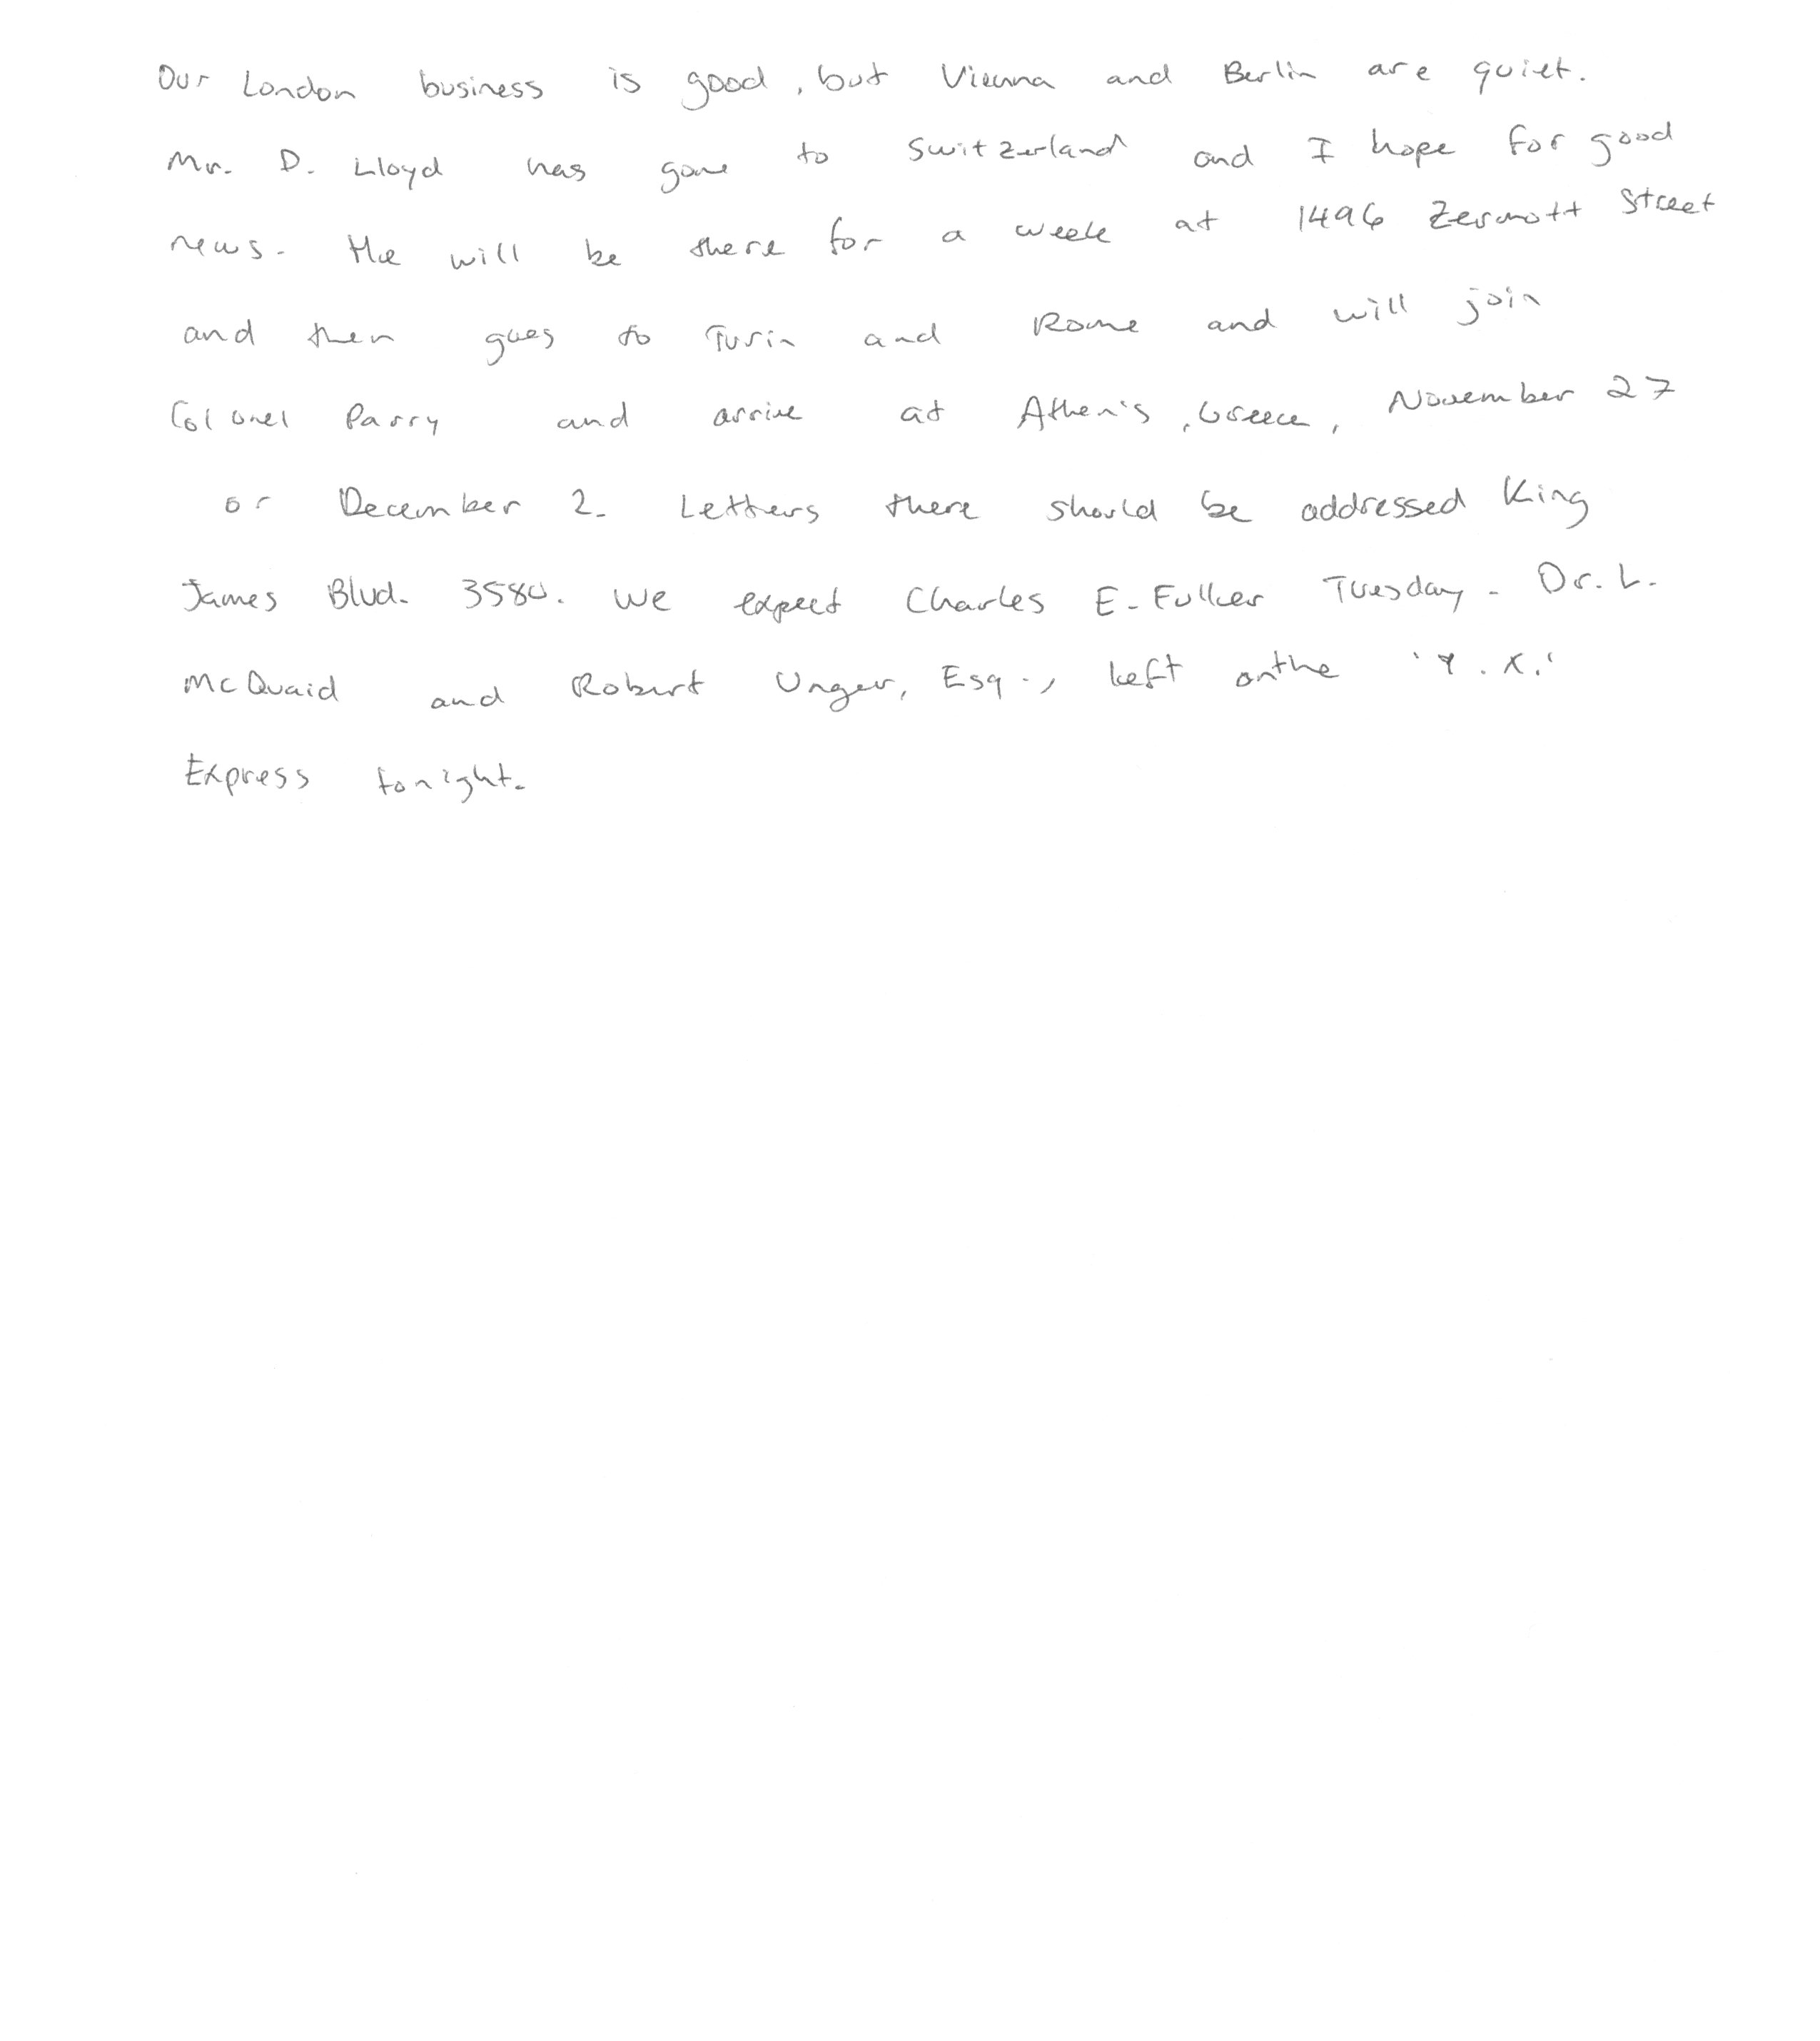 Our London business is good, but Vienna and Berlin are quiet.
Mr. D. Lloyd has gone to Switzerland and I hope for good
news. He will be there for a week at 1496 Zermott Street
and then goes to Turin and Rome and will join
Colonel Parry and arrive at Athens, Greece, November 27
or December 2. Letters there should be addressed King
James Blvd. 3580. We expect Charles E. Fuller Tuesday. Dr. L.
McQuaid and Robert Unger, Esq., left on the 'Y.X.'
Express tonight.